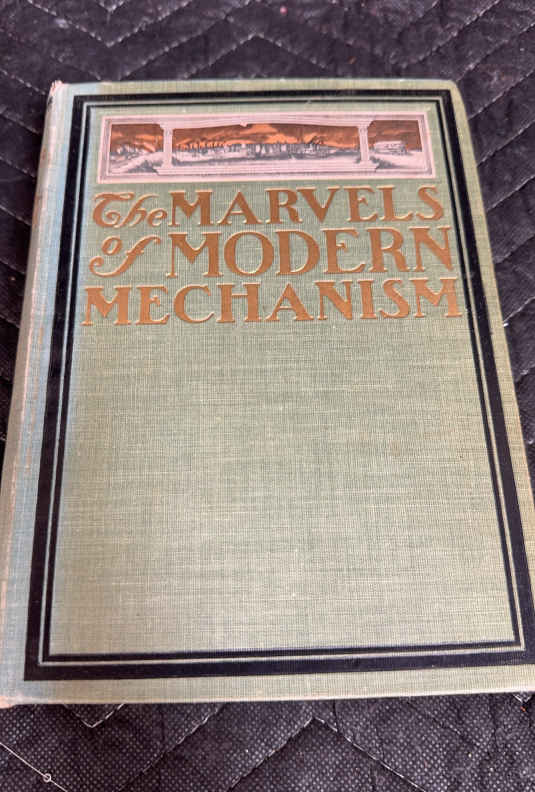 The MARVELS
of MODERN
MECHANISM